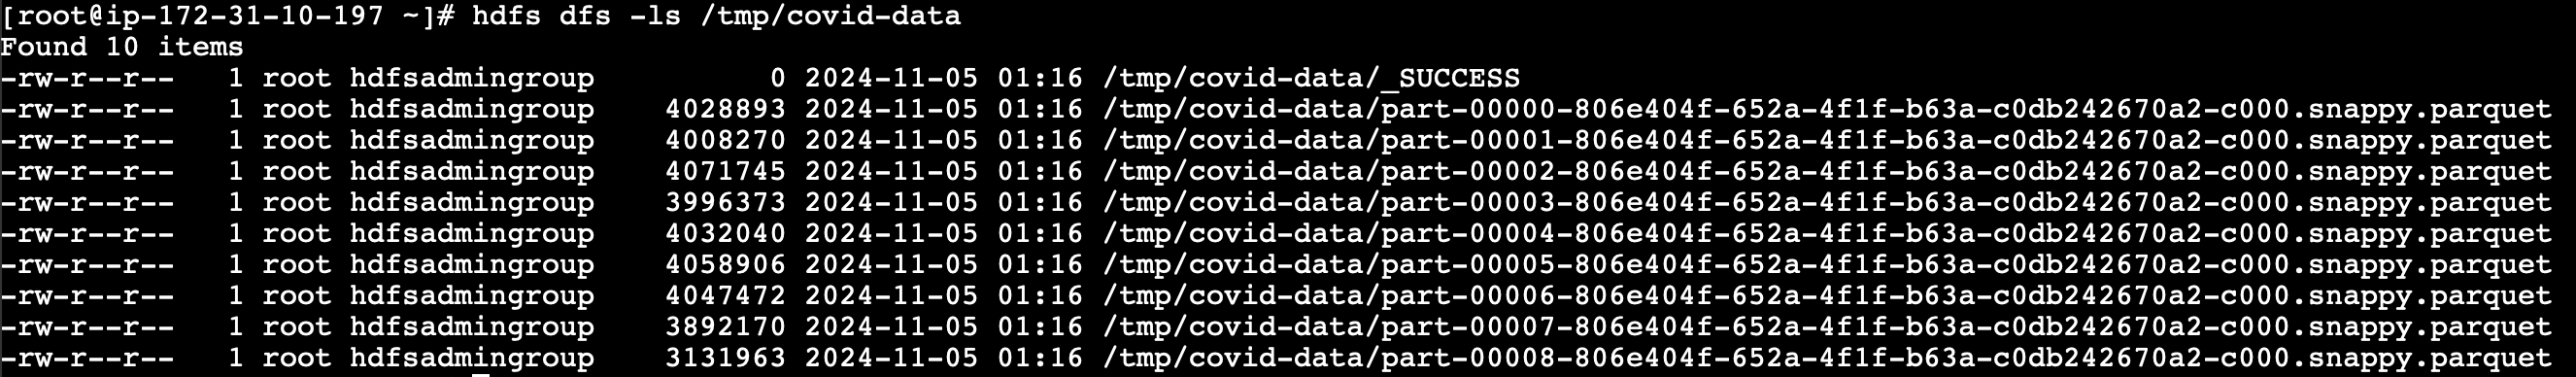 [root@ip-172-31-10-197 ~]# hdfs dfs -ls /tmp/covid-data
Found 10 items
-rw-r--r--   1 root hdfsadmingroup          0 2024-11-05 01:16 /tmp/covid-data/_SUCCESS
-rw-r--r--   1 root hdfsadmingroup    4028893 2024-11-05 01:16 /tmp/covid-data/part-00000-806e404f-652a-4f1f-b63a-c0db242670a2-c000.snappy.parquet
-rw-r--r--   1 root hdfsadmingroup    4008270 2024-11-05 01:16 /tmp/covid-data/part-00001-806e404f-652a-4f1f-b63a-c0db242670a2-c000.snappy.parquet
-rw-r--r--   1 root hdfsadmingroup    4071745 2024-11-05 01:16 /tmp/covid-data/part-00002-806e404f-652a-4f1f-b63a-c0db242670a2-c000.snappy.parquet
-rw-r--r--   1 root hdfsadmingroup    3996373 2024-11-05 01:16 /tmp/covid-data/part-00003-806e404f-652a-4f1f-b63a-c0db242670a2-c000.snappy.parquet
-rw-r--r--   1 root hdfsadmingroup    4032040 2024-11-05 01:16 /tmp/covid-data/part-00004-806e404f-652a-4f1f-b63a-c0db242670a2-c000.snappy.parquet
-rw-r--r--   1 root hdfsadmingroup    4058906 2024-11-05 01:16 /tmp/covid-data/part-00005-806e404f-652a-4f1f-b63a-c0db242670a2-c000.snappy.parquet
-rw-r--r--   1 root hdfsadmingroup    4047472 2024-11-05 01:16 /tmp/covid-data/part-00006-806e404f-652a-4f1f-b63a-c0db242670a2-c000.snappy.parquet
-rw-r--r--   1 root hdfsadmingroup    3892170 2024-11-05 01:16 /tmp/covid-data/part-00007-806e404f-652a-4f1f-b63a-c0db242670a2-c000.snappy.parquet
-rw-r--r--   1 root hdfsadmingroup    3131963 2024-11-05 01:16 /tmp/covid-data/part-00008-806e404f-652a-4f1f-b63a-c0db242670a2-c000.snappy.parquet